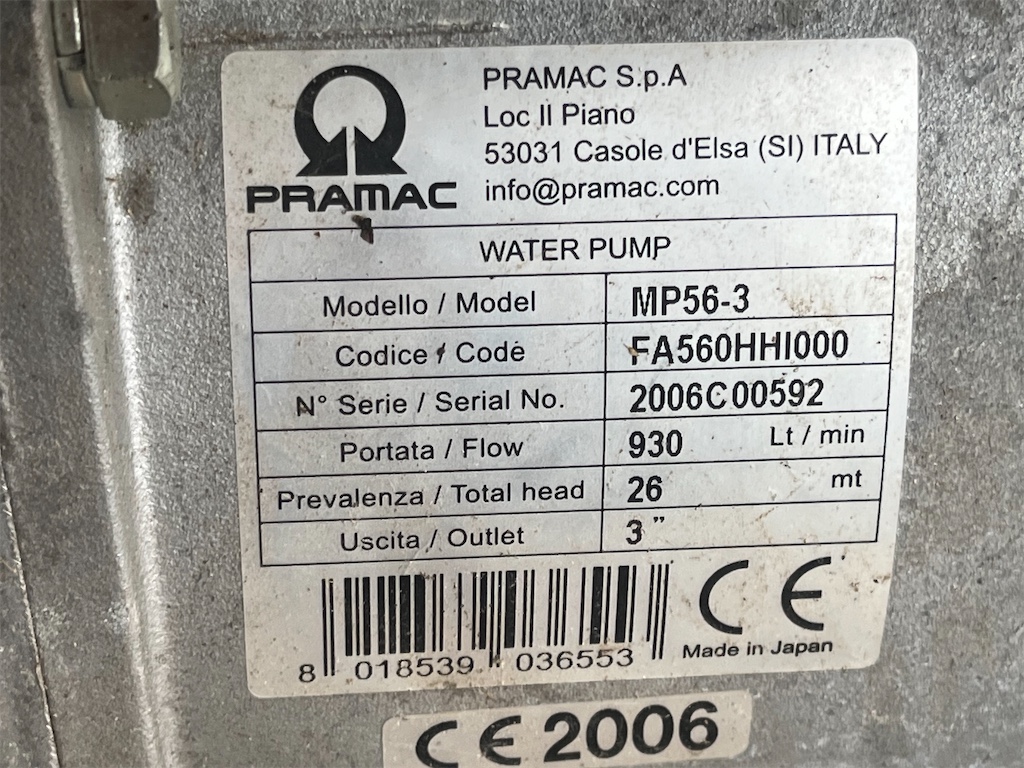 PRAMAC
PRAMAC S.p.A
Loc Il Piano
53031 Casole d'Elsa (SI) ITALY
info@pramac.com
WATER PUMP
Modello / Model MP56-3
Codice / Code FA560HHI000
N° Serie / Serial No. 2006C00592
Portata / Flow 930 Lt / min
Prevalenza / Total head 26 mt
Uscita / Outlet 3"
8 018539 036553
CE
Made in Japan
CE 2006